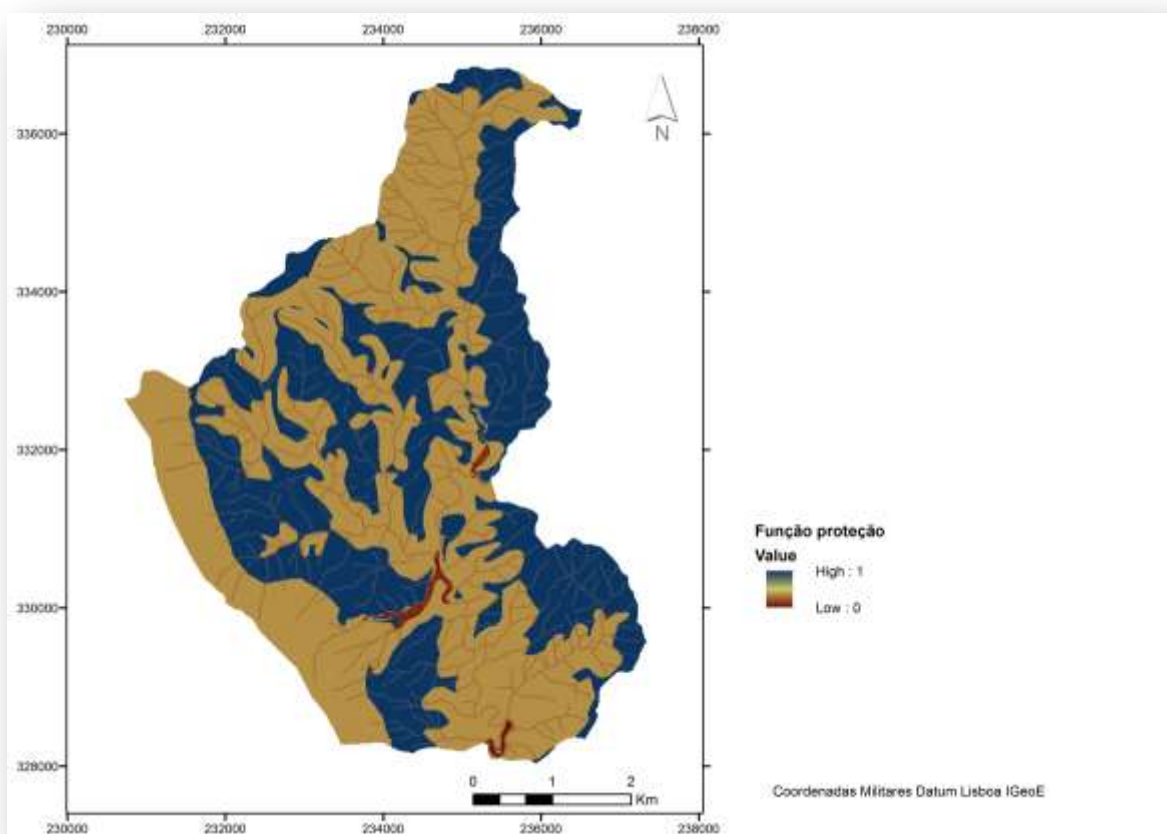 230000 232000 234000 236000 238000
N
336000
334000
332000
330000
328000
Função proteção
Value
High : 1
Low : 0
0 1 2
Km
Coordenadas Militares Datum Lisboa IGeoE
230000 232000 234000 236000 238000